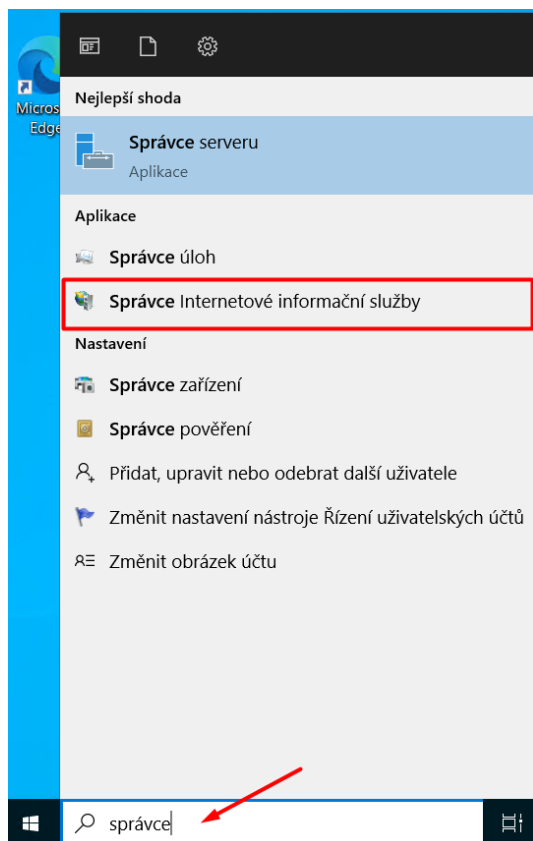 Micros
Edge
Nejlepší shoda
Správce serveru
Aplikace
Aplikace
Správce úloh
Správce Internetové informační služby
Nastavení
Správce zařízení
Správce pověření
Přidat, upravit nebo odebrat další uživatele
Změnit nastavení nástroje Řízení uživatelských účtů
Změnit obrázek účtu
správce